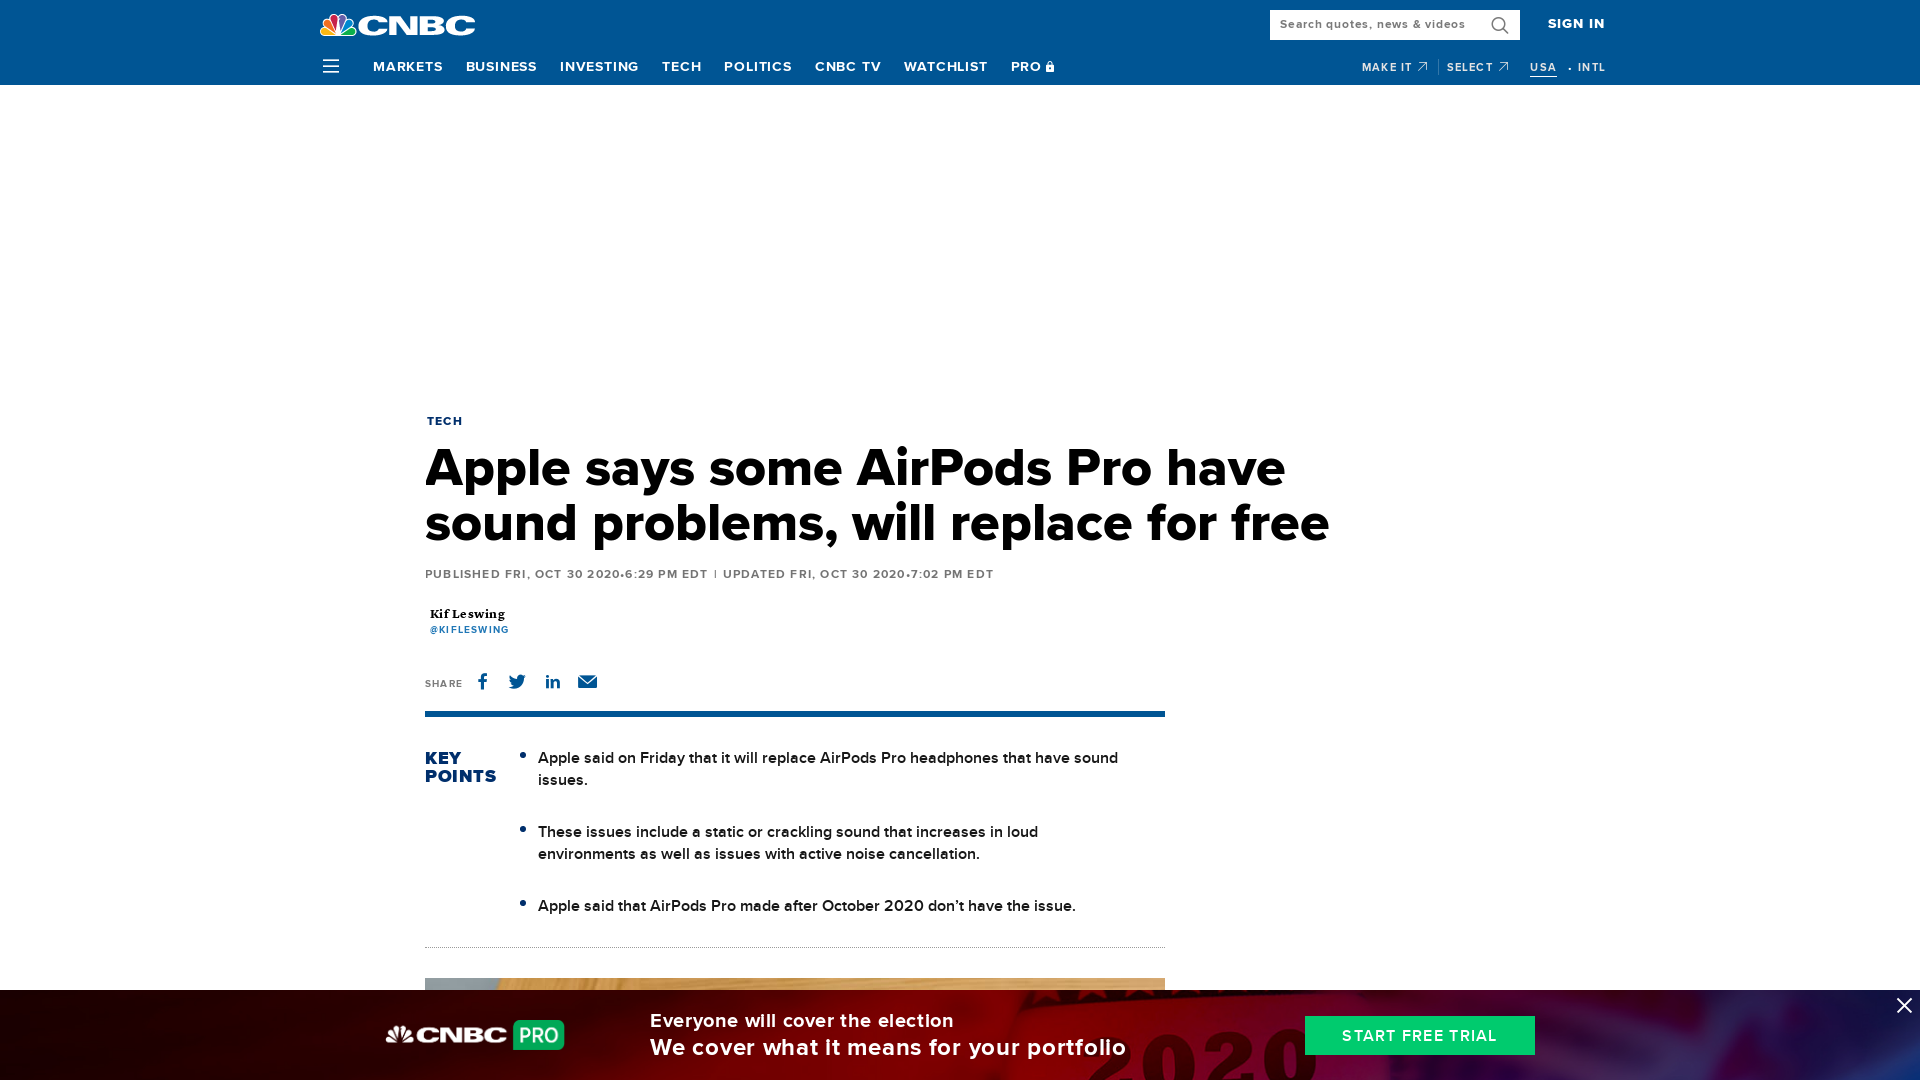 CNBC
Search quotes, news & videos
SIGN IN
MARKETS BUSINESS INVESTING TECH POLITICS CNBC TV WATCHLIST PRO
MAKE IT SELECT USA • INTL
TECH
Apple says some AirPods Pro have
sound problems, will replace for free
PUBLISHED FRI, OCT 30 2020•6:29 PM EDT | UPDATED FRI, OCT 30 2020•7:02 PM EDT
Kif Leswing
@KIFLESWING
SHARE
KEY
POINTS
Apple said on Friday that it will replace AirPods Pro headphones that have sound
issues.
These issues include a static or crackling sound that increases in loud
environments as well as issues with active noise cancellation.
Apple said that AirPods Pro made after October 2020 don’t have the issue.
CNBC PRO
Everyone will cover the election
We cover what it means for your portfolio
2020
START FREE TRIAL